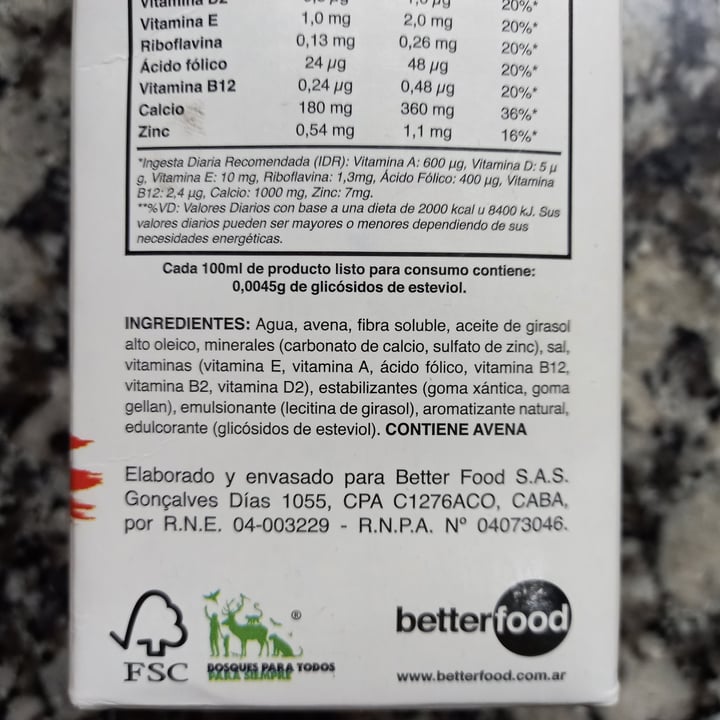 Vitamina D2 20%*
Vitamina E 1,0 mg 2,0 mg 20%*
Riboflavina 0,13 mg 0,26 mg 20%*
Ácido fólico 24 µg 48 µg 20%*
Vitamina B12 0,24 µg 0,48 µg 20%*
Calcio 180 mg 360 mg 36%*
Zinc 0,54 mg 1,1 mg 16%*
*Ingesta Diaria Recomendada (IDR): Vitamina A: 600 µg, Vitamina D: 5 µ
g, Vitamina E: 10 mg, Riboflavina: 1,3mg, Ácido Fólico: 400 µg, Vitamina
B12: 2,4 µg, Calcio: 1000 mg, Zinc: 7mg.
**%VD: Valores Diarios con base a una dieta de 2000 kcal u 8400 kJ. Sus
valores diarios pueden ser mayores o menores dependiendo de sus
necesidades energéticas.
Cada 100ml de producto listo para consumo contiene:
0,0045g de glicósidos de esteviol.
INGREDIENTES: Agua, avena, fibra soluble, aceite de girasol
alto oleico, minerales (carbonato de calcio, sulfato de zinc), sal,
vitaminas (vitamina E, vitamina A, ácido fólico, vitamina B12,
vitamina B2, vitamina D2), estabilizantes (goma xántica, goma
gellan), emulsionante (lecitina de girasol), aromatizante natural,
edulcorante (glicósidos de esteviol). CONTIENE AVENA
Elaborado y envasado para Better Food S.A.S.
Gonçalves Días 1055, CPA C1276ACO, CABA,
por R.N.E. 04-003229 - R.N.P.A. Nº 04073046.
FSC
®
BOSQUES PARA TODOS
PARA SIEMPRE
betterfood
www.betterfood.com.ar